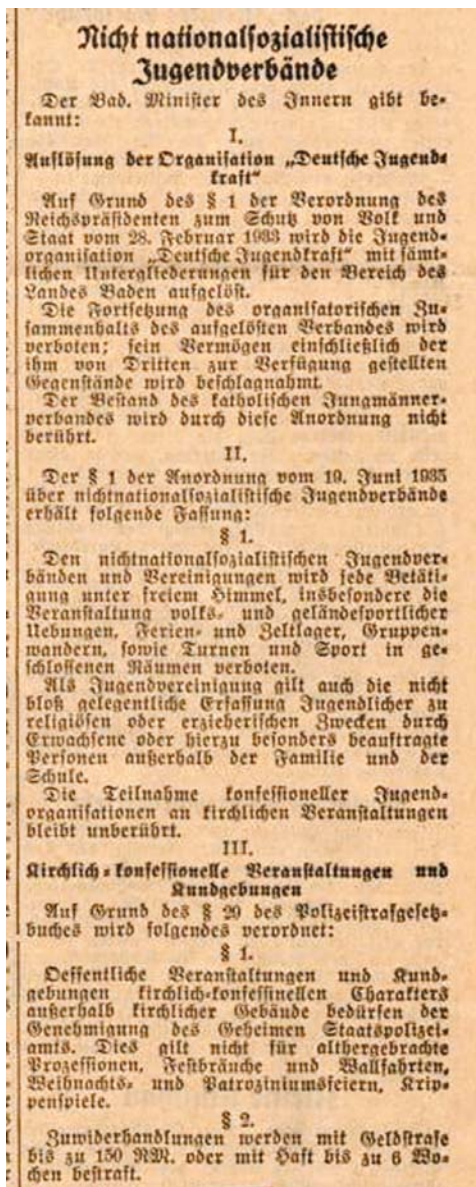 Nicht nationalsozialistische
Jugendverbände
Der Bad. Minister des Innern gibt be-
kannt:
I.
Auflösung der Organisation „Deutsche Jugend-
kraft“
Auf Grund des § 1 der Verordnung des
Reichspräsidenten zum Schutz von Volk und
Staat vom 28. Februar 1933 wird die Jugend-
organisation „Deutsche Jugendkraft“ mit sämt-
lichen Untergliederungen für den Bereich des
Landes Baden aufgelöst.
Die Fortsetzung des organisatorischen Zu-
sammenhalts des aufgelösten Verbandes wird
verboten; sein Vermögen einschließlich der
ihm von Dritten zur Verfügung gestellten
Gegenstände wird beschlagnahmt.
Der Bestand des katholischen Jungmänner-
verbandes wird durch diese Anordnung nicht
berührt.
II.
Der § 1 der Anordnung vom 19. Juni 1935
über nichtnationalsozialistische Jugendverbände
erhält folgende Fassung:
§ 1.
Den nichtnationalsozialistischen Jugendver-
bänden und Vereinigungen wird jede Betäti-
gung unter freiem Himmel, insbesondere die
Veranstaltung volks- und geländesportlicher
Uebungen, Ferien- und Zeltlager, Gruppen-
wandern, sowie Turnen und Sport in ge-
schlossenen Räumen verboten.
Als Jugendvereinigung gilt auch die nicht
bloß gelegentliche Erfassung Jugendlicher zu
religiösen oder erzieherischen Zwecken durch
Erwachsene oder hierzu besonders beauftragte
Personen außerhalb der Familie und der
Schule.
Die Teilnahme konfessioneller Jugend-
organisationen an kirchlichen Veranstaltungen
bleibt unberührt.
III.
Kirchlich-konfessionelle Veranstaltungen und
Kundgebungen
Auf Grund des § 29 des Polizeistrafgesetz-
buches wird folgendes verordnet:
§ 1.
Oeffentliche Veranstaltungen und Kund-
gebungen kirchlich-konfessinellen Charakters
außerhalb kirchlicher Gebäude bedürfen der
Genehmigung des Geheimen Staatspolizei-
amts. Dies gilt nicht für althergebrachte
Prozessionen, Festbräuche und Wallfahrten,
Weihnachts- und Patroziniumsfeiern, Krip-
penspiele.
§ 2.
Zuwiderhandlungen werden mit Geldstrafe
bis zu 150 RM. oder mit Haft bis zu 6 Wo-
chen bestraft.